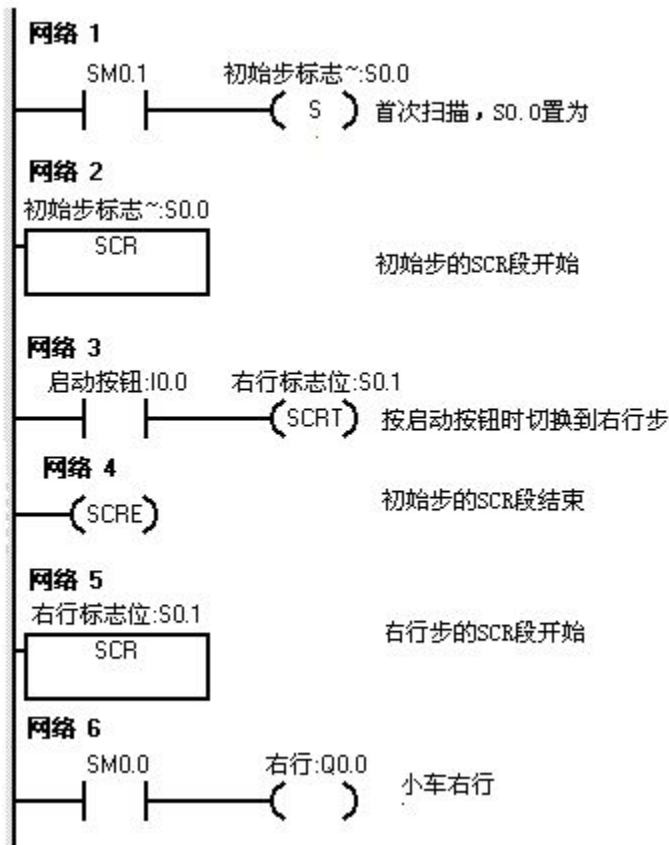 网络 1
SM0.1 初始步标志~:S0.0
S 首次扫描，S0.0置为
网络 2
初始步标志~:S0.0
SCR
初始步的SCR段开始
网络 3
启动按钮:I0.0 右行标志位:S0.1
SCRT 按启动按钮时切换到右行步
网络 4
SCRE 初始步的SCR段结束
网络 5
右行标志位:S0.1
右行步的SCR段开始
SCR
网络 6
SM0.0 右行:Q0.0
小车右行